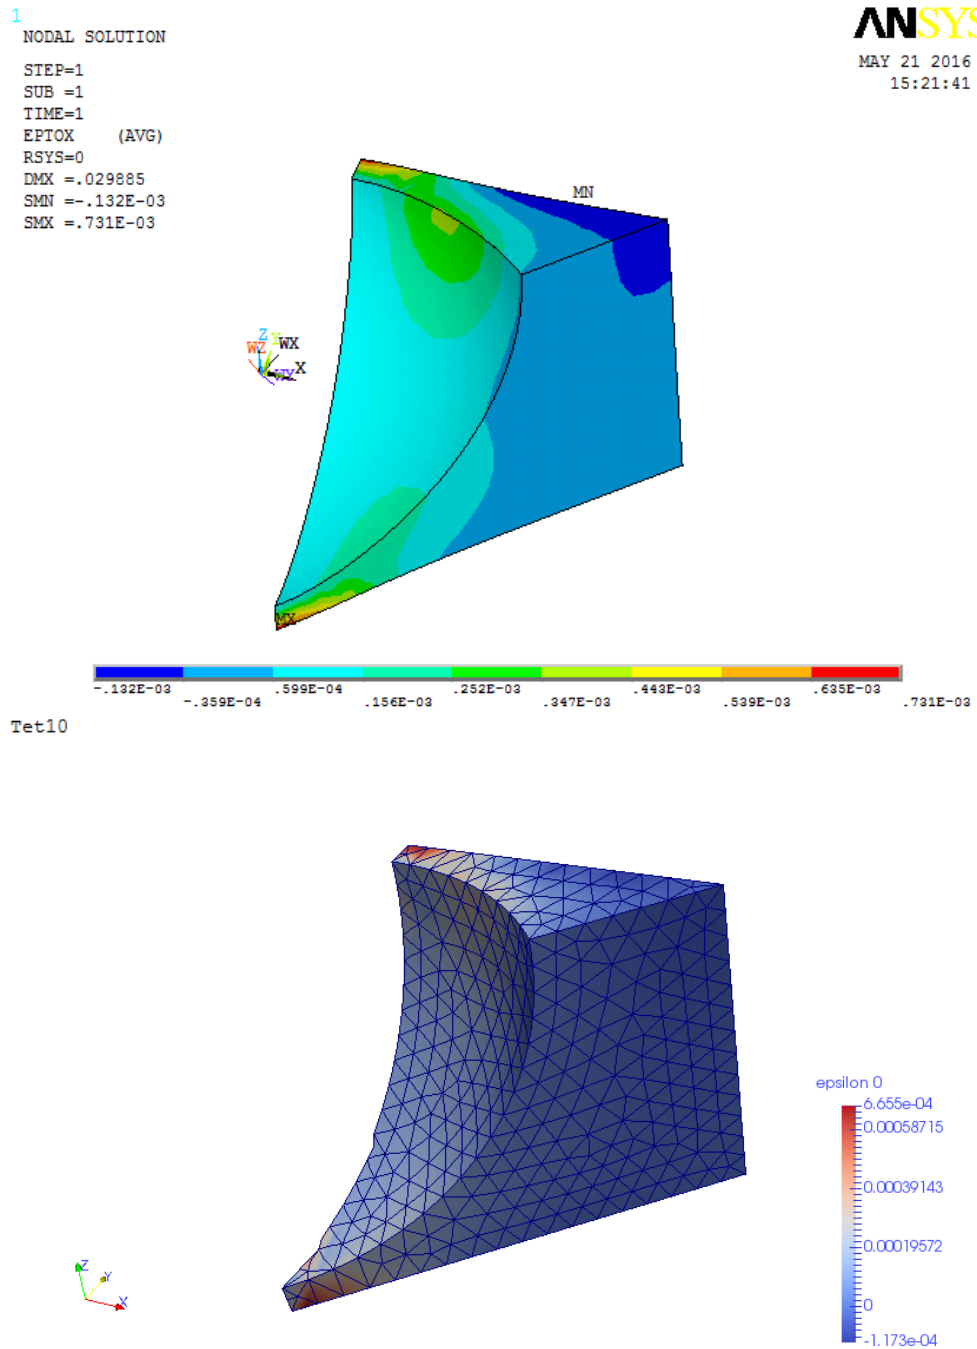 1
NODAL SOLUTION
STEP=1
SUB =1
TIME=1
EPTOX (AVG)
RSYS=0
DMX =.029885
SMN =-.132E-03
SMX =.731E-03
ANSYS
MAY 21 2016
15:21:41
MN
Z Y
WZ WX
X
WY
MX
-.132E-03 .599E-04 .252E-03 .443E-03 .635E-03
-.359E-04 .156E-03 .347E-03 .539E-03 .731E-03
Tet10
epsilon 0
6.655e-04
0.00058715
0.00039143
0.00019572
0
-1.173e-04
Z
Y
X